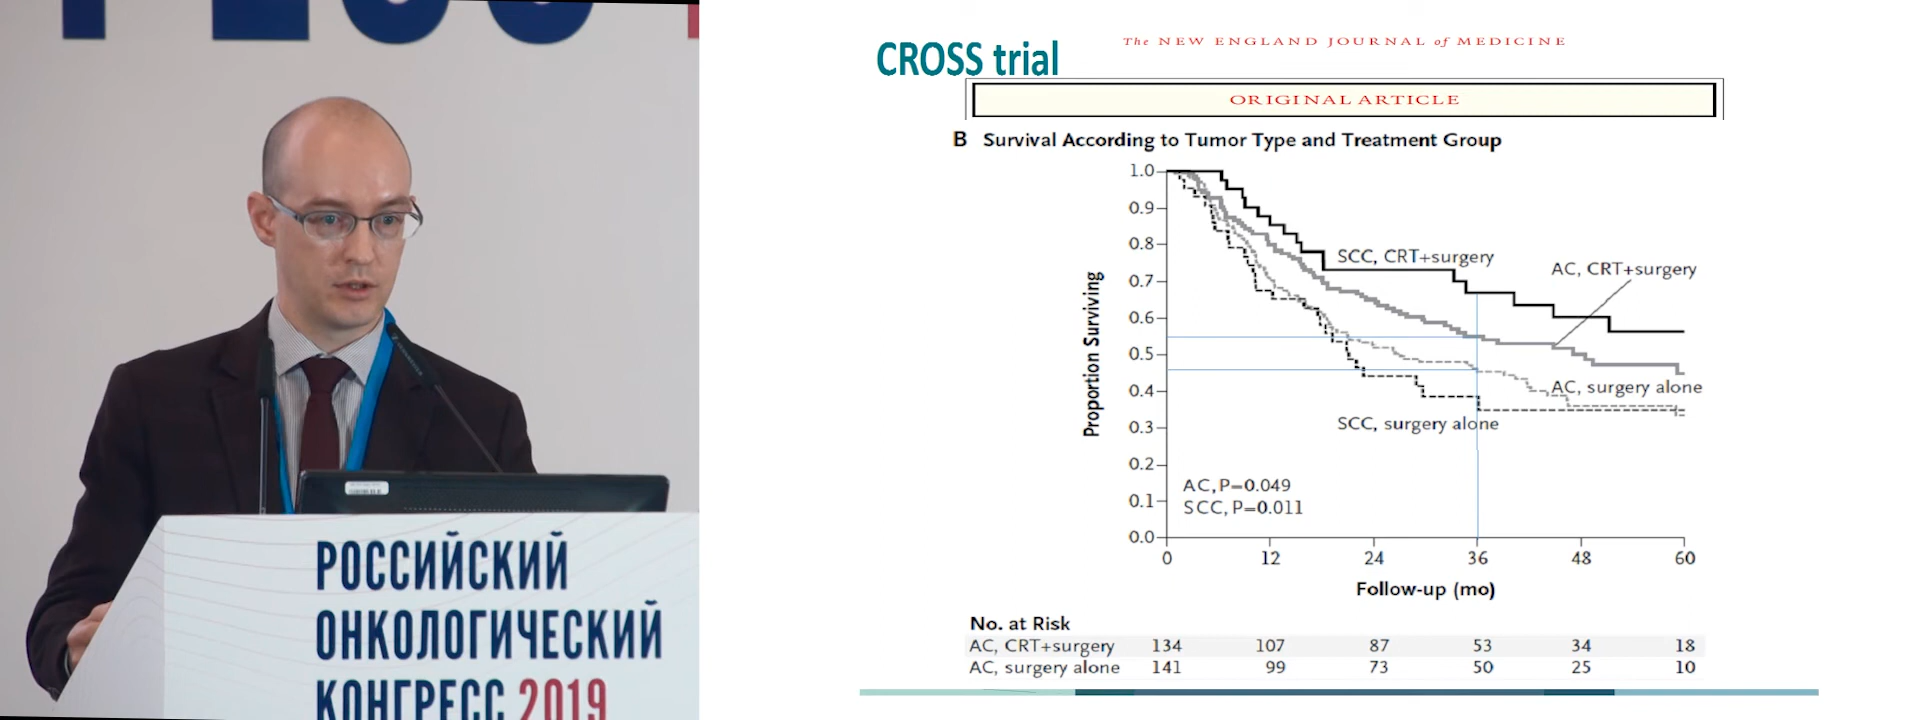 РОССИЙСКИЙ
ОНКОЛОГИЧЕСКИЙ
КОНГРЕСС 2019
CROSS trial
The NEW ENGLAND JOURNAL of MEDICINE
ORIGINAL ARTICLE
B Survival According to Tumor Type and Treatment Group
1.0
0.9
0.8
0.7
0.6
0.5
0.4
0.3
0.2
0.1
0.0
Proportion Surviving
SCC, CRT+surgery
AC, CRT+surgery
AC, surgery alone
SCC, surgery alone
AC, P=0.049
SCC, P=0.011
0 12 24 36 48 60
Follow-up (mo)
No. at Risk
AC, CRT+surgery 134 107 87 53 34 18
AC, surgery alone 141 99 73 50 25 10